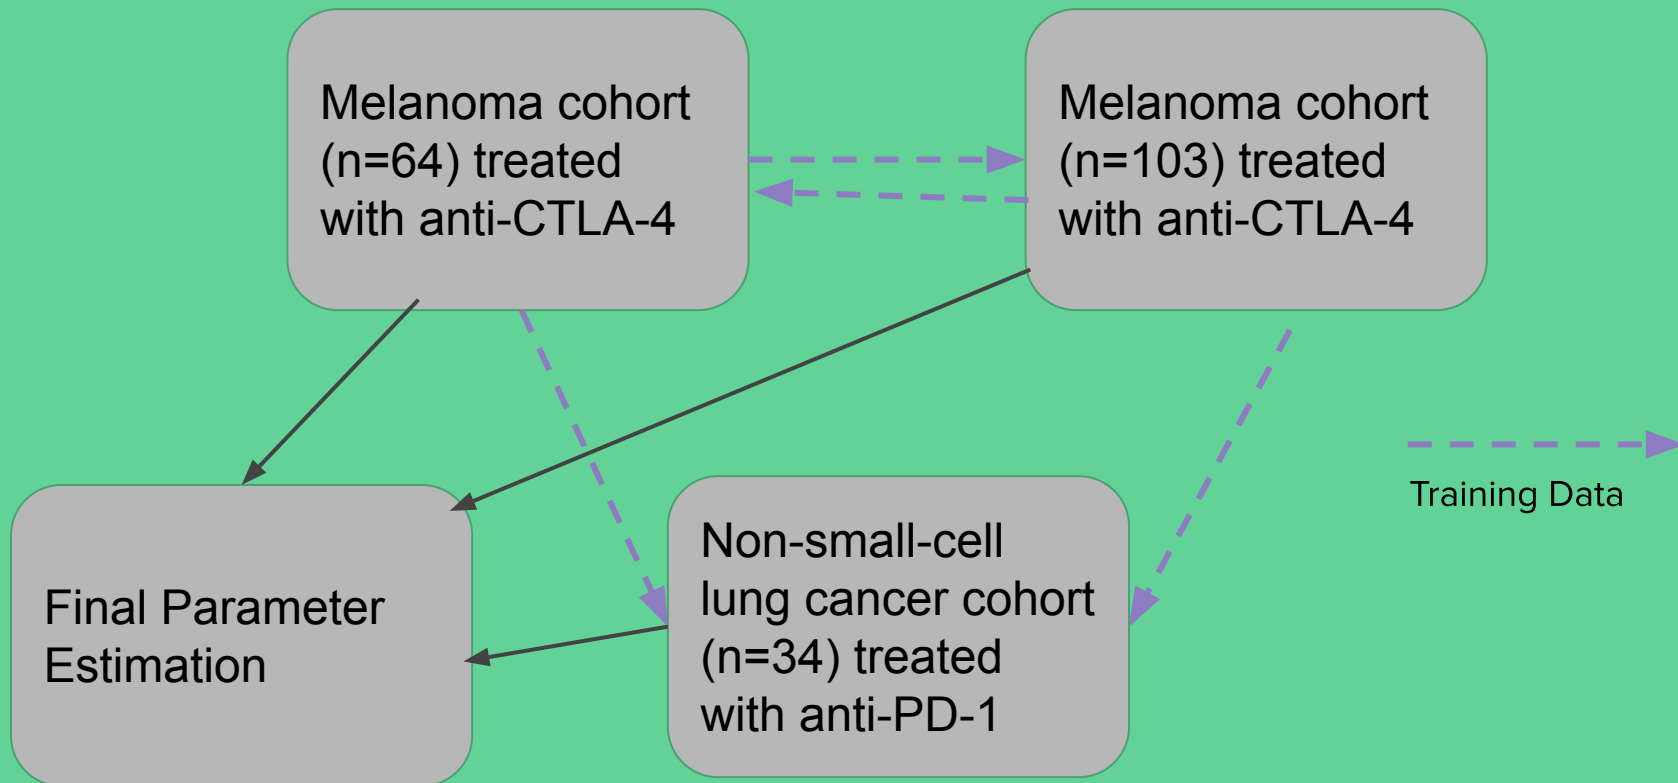 Melanoma cohort
(n=64) treated
with anti-CTLA-4
Melanoma cohort
(n=103) treated
with anti-CTLA-4
Training Data
Non-small-cell
lung cancer cohort
(n=34) treated
with anti-PD-1
Final Parameter
Estimation